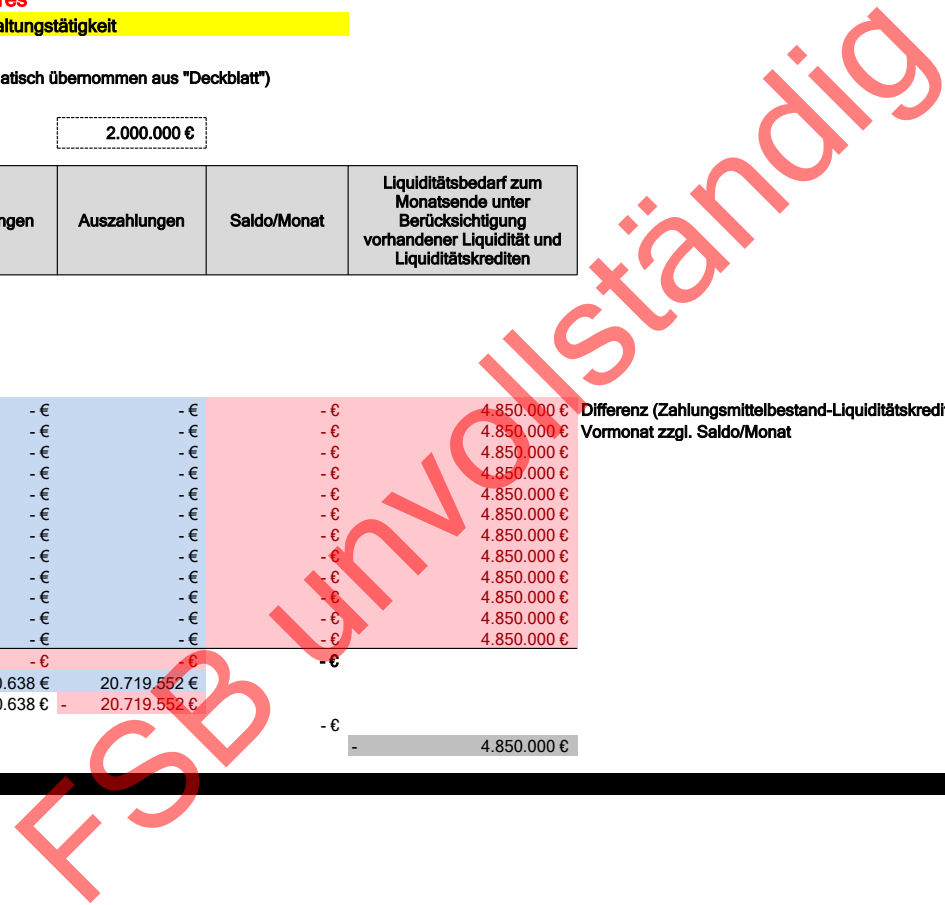 altungstätigkeit
atisch übernommen aus "Deckblatt")
2.000.000 €
ngen Auszahlungen Saldo/Monat Liquiditätsbedarf zum
Monatsende unter
Berücksichtigung
vorhandener Liquidität und
Liquiditätskrediten
- € - € - € 4.850.000 € Differenz (Zahlungsmittelbestand-Liquiditätskredi
- € - € - € 4.850.000 € Vormonat zzgl. Saldo/Monat
- € - € - € 4.850.000 €
- € - € - € 4.850.000 €
- € - € - € 4.850.000 €
- € - € - € 4.850.000 €
- € - € - € 4.850.000 €
- € - € - € 4.850.000 €
- € - € - € 4.850.000 €
- € - € - € 4.850.000 €
- € - € - € 4.850.000 €
- € - € - € 4.850.000 €
- € - € - €
0.638 € 20.719.552 €
0.638 € - 20.719.552 €
- €
- 4.850.000 €
FSB unvollständig